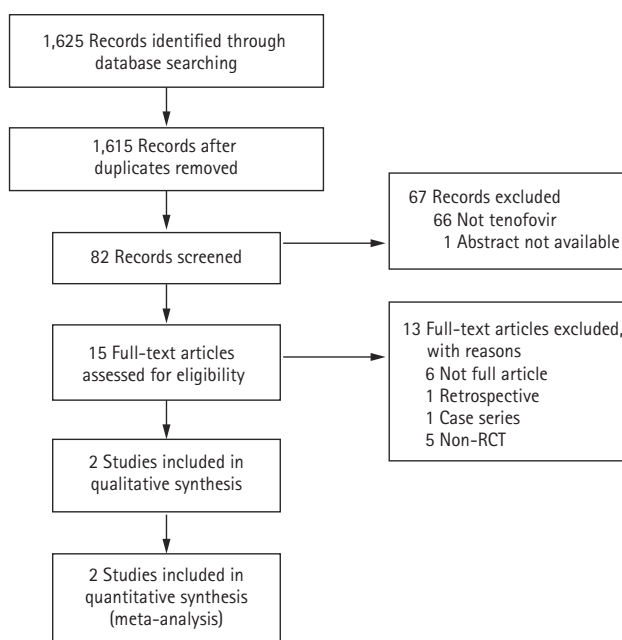 1,625 Records identified through
database searching
1,615 Records after
duplicates removed
67 Records excluded
66 Not tenofovir
1 Abstract not available
82 Records screened
15 Full-text articles
assessed for eligibility
13 Full-text articles excluded,
with reasons
6 Not full article
1 Retrospective
1 Case series
5 Non-RCT
2 Studies included in
qualitative synthesis
2 Studies included in
quantitative synthesis
(meta-analysis)